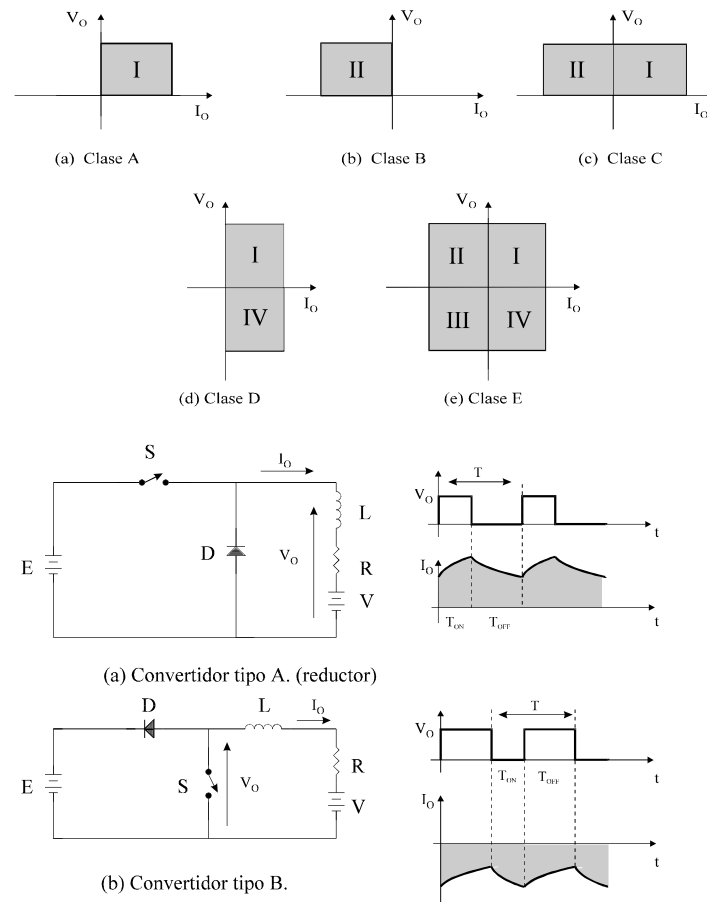 V_O
I
I_O
(a) Clase A
V_O
II
I_O
(b) Clase B
V_O
II I
I_O
(c) Clase C
V_O
I
I_O
IV
(d) Clase D
V_O
II I
I_O
III IV
(e) Clase E
S
I_O
L
D
V_O
R
E
V
T
V_O
t
I_O
T_ON T_OFF
t
(a) Convertidor tipo A. (reductor)
D
L
I_O
R
E
S
V_O
V
T
V_O
T_ON T_OFF
t
I_O
t
(b) Convertidor tipo B.